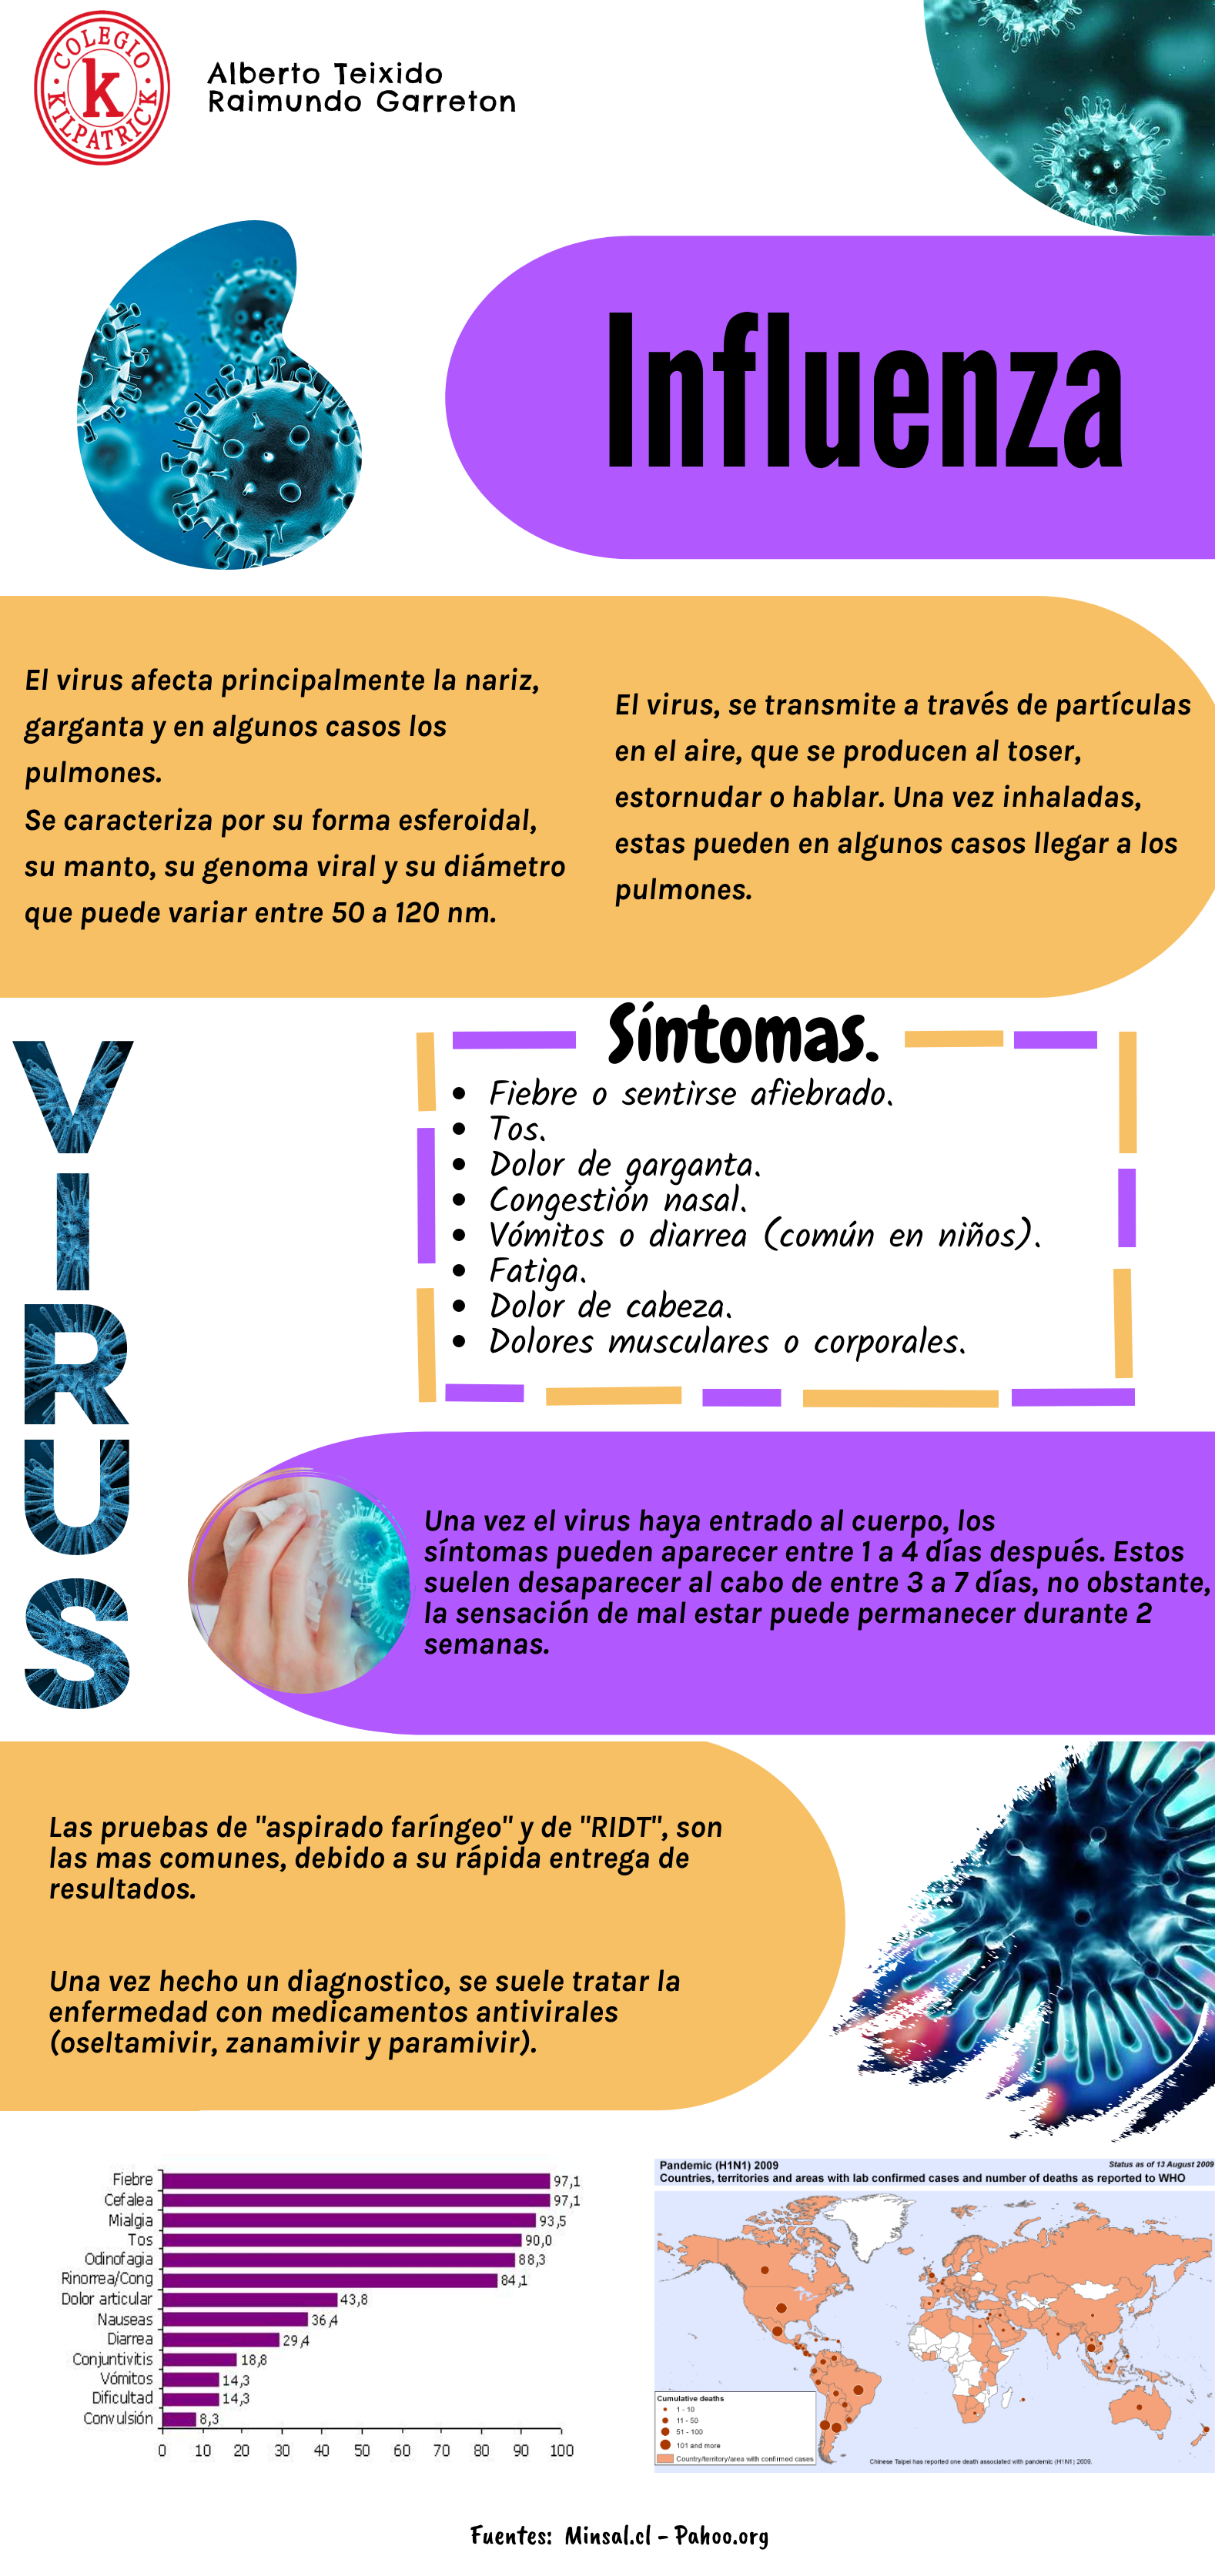 COLEGIO
k
KILPATRICK
Alberto Teixido
Raimundo Garreton
Influenza
El virus afecta principalmente la nariz,
garganta y en algunos casos los
pulmones.
Se caracteriza por su forma esferoidal,
su manto, su genoma viral y su diámetro
que puede variar entre 50 a 120 nm.
El virus, se transmite a través de partículas
en el aire, que se producen al toser,
estornudar o hablar. Una vez inhaladas,
estas pueden en algunos casos llegar a los
pulmones.
VIRUS
Síntomas.
• Fiebre o sentirse afiebrado.
• Tos.
• Dolor de garganta.
• Congestión nasal.
• Vómitos o diarrea (común en niños).
• Fatiga.
• Dolor de cabeza.
• Dolores musculares o corporales.
Una vez el virus haya entrado al cuerpo, los
síntomas pueden aparecer entre 1 a 4 días después. Estos
suelen desaparecer al cabo de entre 3 a 7 días, no obstante,
la sensación de mal estar puede permanecer durante 2
semanas.
Las pruebas de "aspirado faríngeo" y de "RIDT", son
las mas comunes, debido a su rápida entrega de
resultados.
Una vez hecho un diagnostico, se suele tratar la
enfermedad con medicamentos antivirales
(oseltamivir, zanamivir y paramivir).
Fiebre 97,1
Cefalea 97,1
Mialgia 93,5
Tos 90,0
Odinofagia 88,3
Rinorrea/Cong 84,1
Dolor articular 43,8
Nauseas 36,4
Diarrea 29,4
Conjuntivitis 18,8
Vómitos 14,3
Dificultad 14,3
Convulsión 8,3
0 10 20 30 40 50 60 70 80 90 100
Pandemic (H1N1) 2009
Status as of 13 August 2009
Countries, territories and areas with lab confirmed cases and number of deaths as reported to WHO
Cumulative deaths
1 - 10
11 - 50
51 - 100
101 and more
Country/territory/area with confirmed cases
Chinese Taipei has reported one death associated with pandemic (H1N1) 2009.
Fuentes: Minsal.cl - Pahoo.org